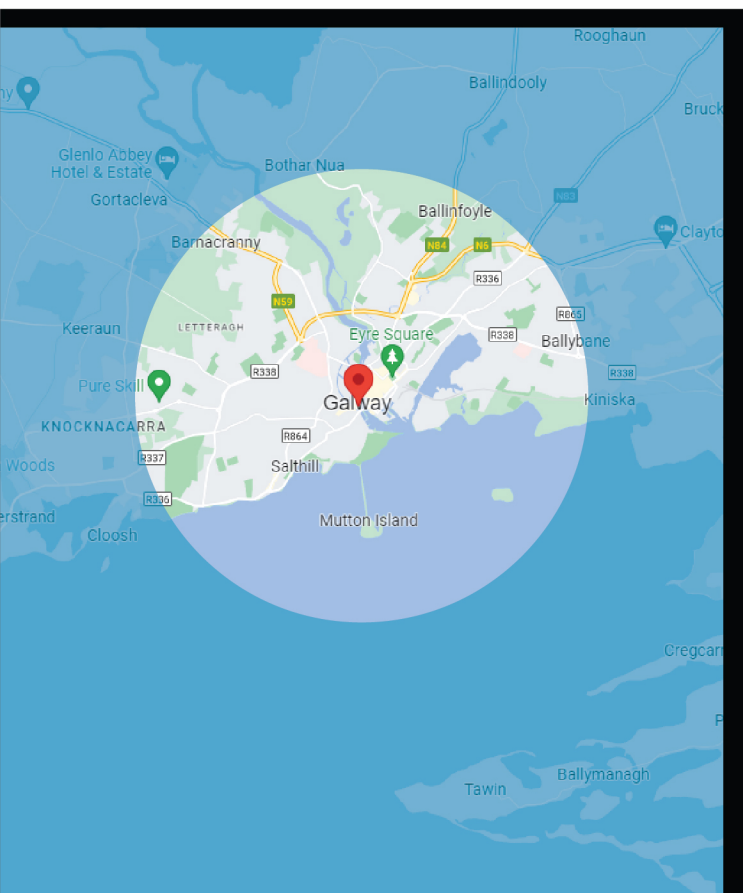 Rooghaun
Ballindooly
ny
Bruck
Glenlo Abbey
Hotel & Estate
Bothar Nua
Gortacleva
N83
Ballinfoyle
Clayto
Barnacranny
N84
N6
R336
N59
R865
Keeraun
LETTERAGH
Eyre Square
R338
Ballybane
R338
R338
Pure Skill
Galway
Kiniska
KNOCKNACARRA
R864
R337
Woods
Salthill
R336
erstrand
Mutton Island
Cloosh
Cregcarr
P
Ballymanagh
Tawin